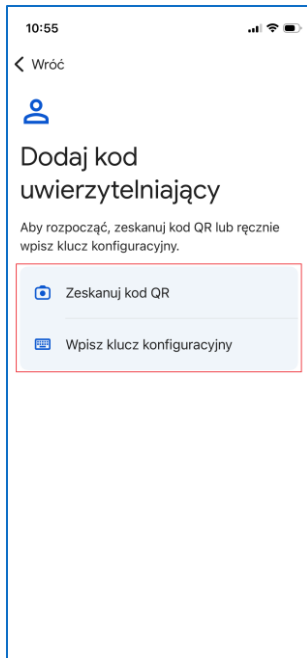 10:55
Wróć
Dodaj kod
uwierzytelniający
Aby rozpocząć, zeskanuj kod QR lub ręcznie
wpisz klucz konfiguracyjny.
Zeskanuj kod QR
Wpisz klucz konfiguracyjny